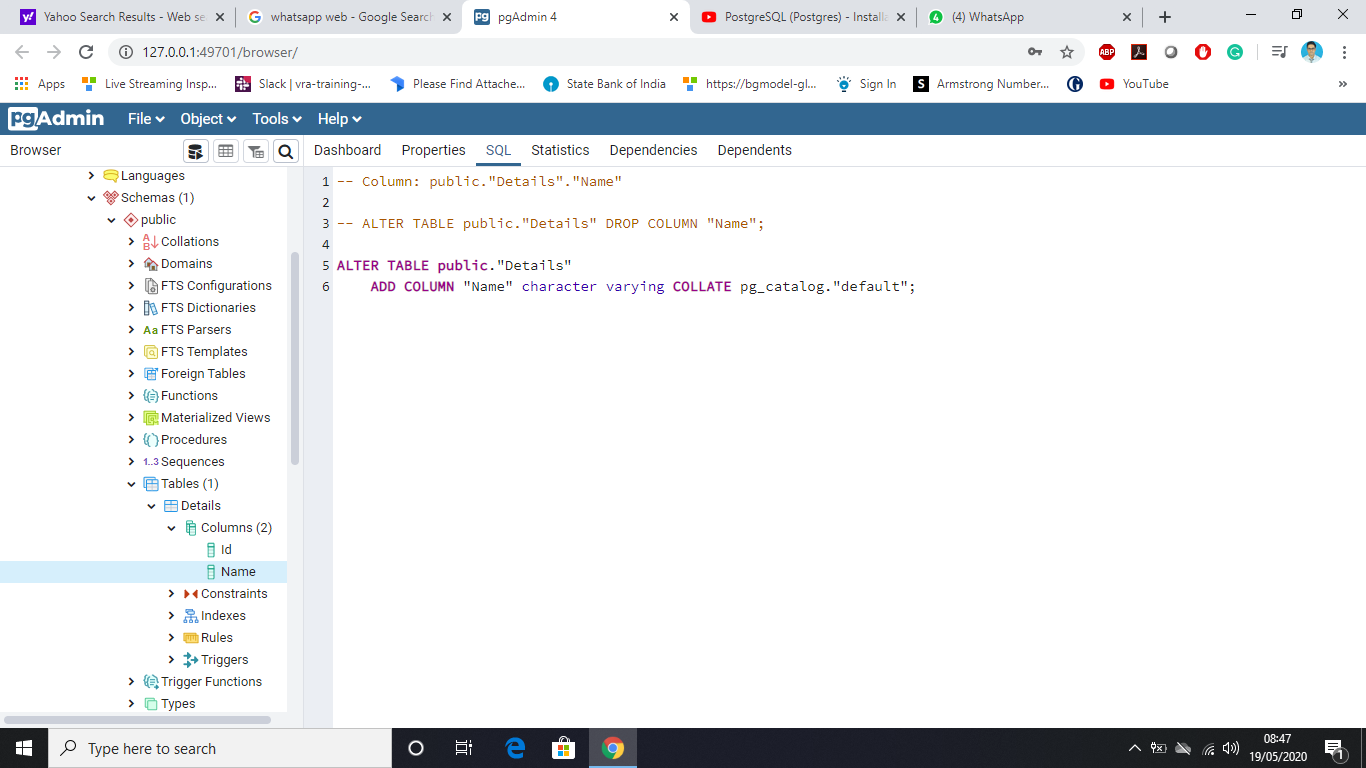 Yahoo Search Results - Web se
whatsapp web - Google Search
pgAdmin 4
PostgreSQL (Postgres) - Installa
(4) WhatsApp
127.0.0.1:49701/browser/
Apps
Live Streaming Insp...
Slack | vra-training-...
Please Find Attache...
State Bank of India
https://bgmodel-gl...
Sign In
Armstrong Number...
YouTube
»
pgAdmin
File
Object
Tools
Help
Browser
Dashboard
Properties
SQL
Statistics
Dependencies
Dependents
Languages
Schemas (1)
public
Collations
Domains
FTS Configurations
FTS Dictionaries
FTS Parsers
FTS Templates
Foreign Tables
Functions
Materialized Views
Procedures
1..3 Sequences
Tables (1)
Details
Columns (2)
Id
Name
Constraints
Indexes
Rules
Triggers
Trigger Functions
Types
1 -- Column: public."Details"."Name"
2
3 -- ALTER TABLE public."Details" DROP COLUMN "Name";
4
5 ALTER TABLE public."Details"
6 ADD COLUMN "Name" character varying COLLATE pg_catalog."default";
Type here to search
08:47
19/05/2020
1